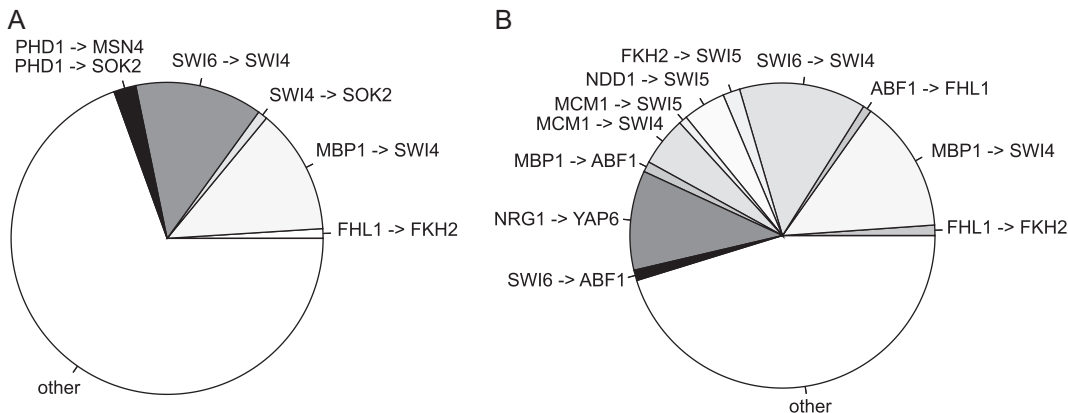 A
PHD1 -> MSN4
PHD1 -> SOK2
SWI6 -> SWI4
SWI4 -> SOK2
MBP1 -> SWI4
FHL1 -> FKH2
other
B
FKH2 -> SWI5
SWI6 -> SWI4
NDD1 -> SWI5
ABF1 -> FHL1
MCM1 -> SWI5
MCM1 -> SWI4
MBP1 -> SWI4
MBP1 -> ABF1
NRG1 -> YAP6
FHL1 -> FKH2
SWI6 -> ABF1
other